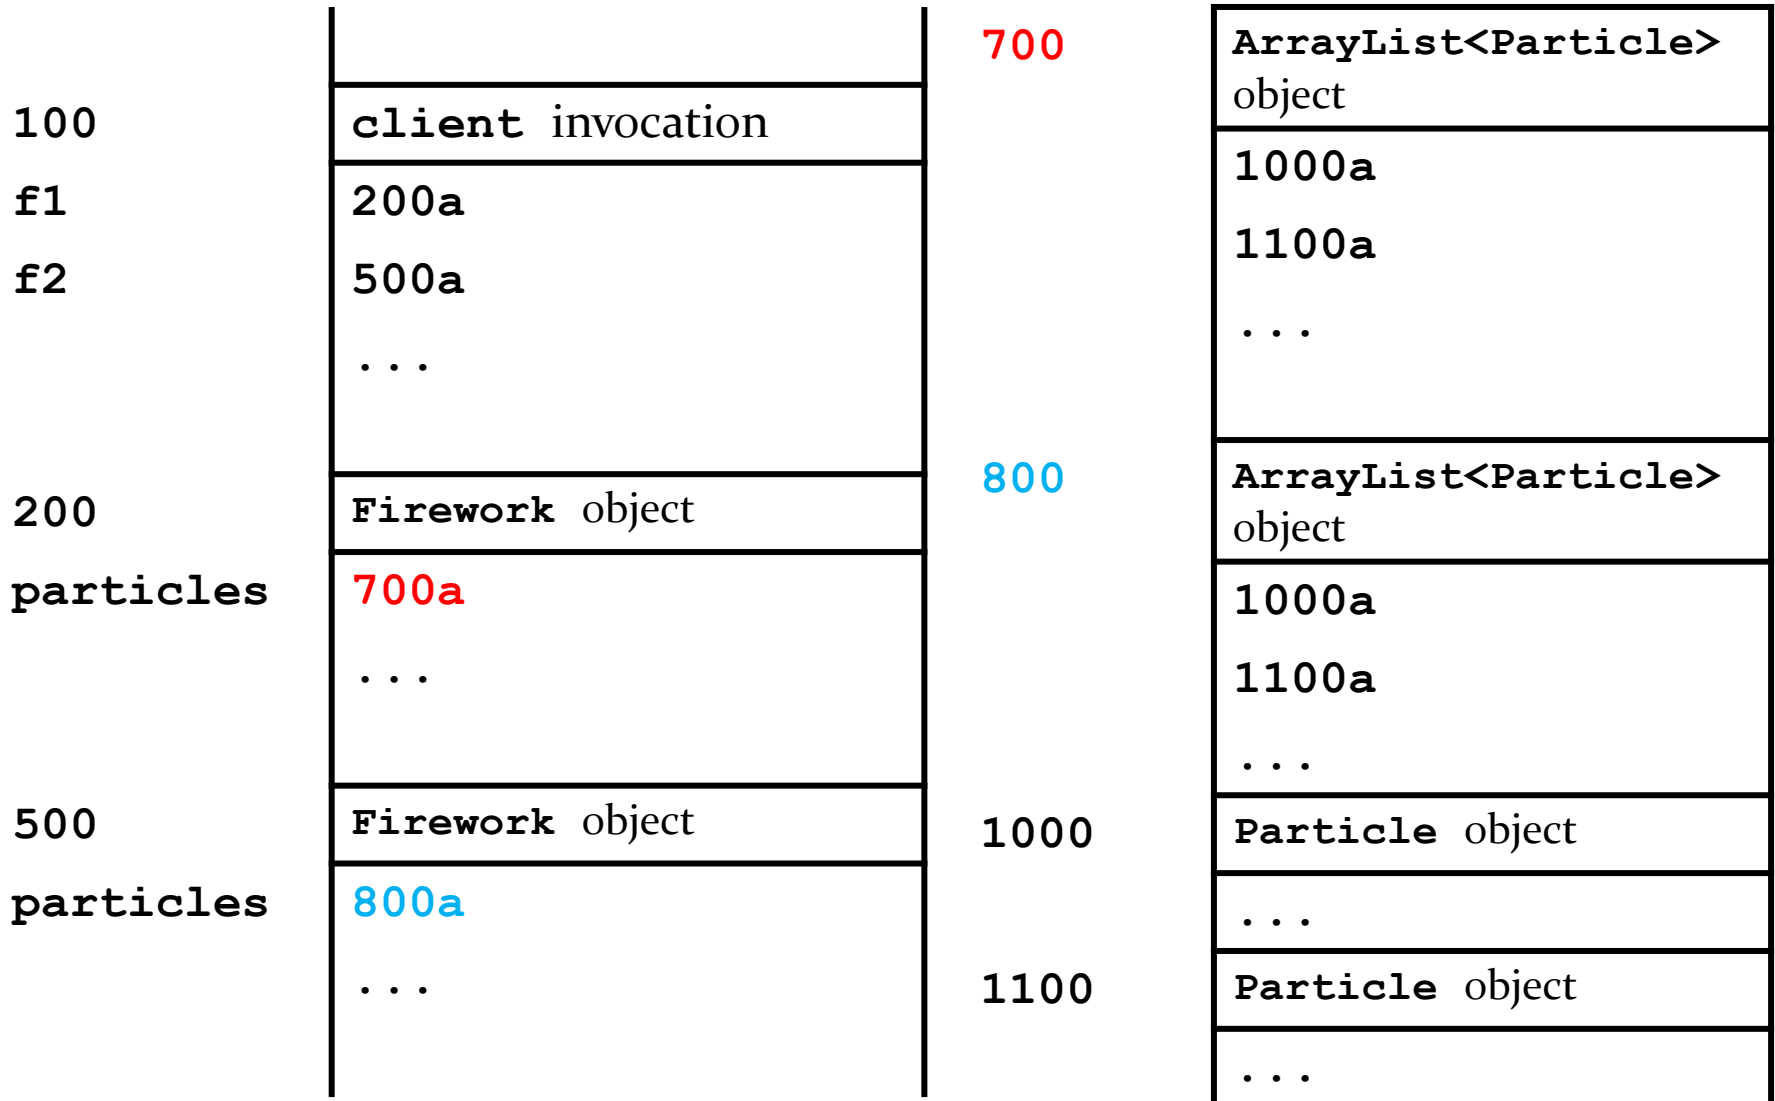 100 client invocation
f1 200a
f2 500a
...
200 Firework object
particles 700a
...
500 Firework object
particles 800a
...
700 ArrayList<Particle>
object
1000a
1100a
...
800 ArrayList<Particle>
object
1000a
1100a
...
1000 Particle object
...
1100 Particle object
...